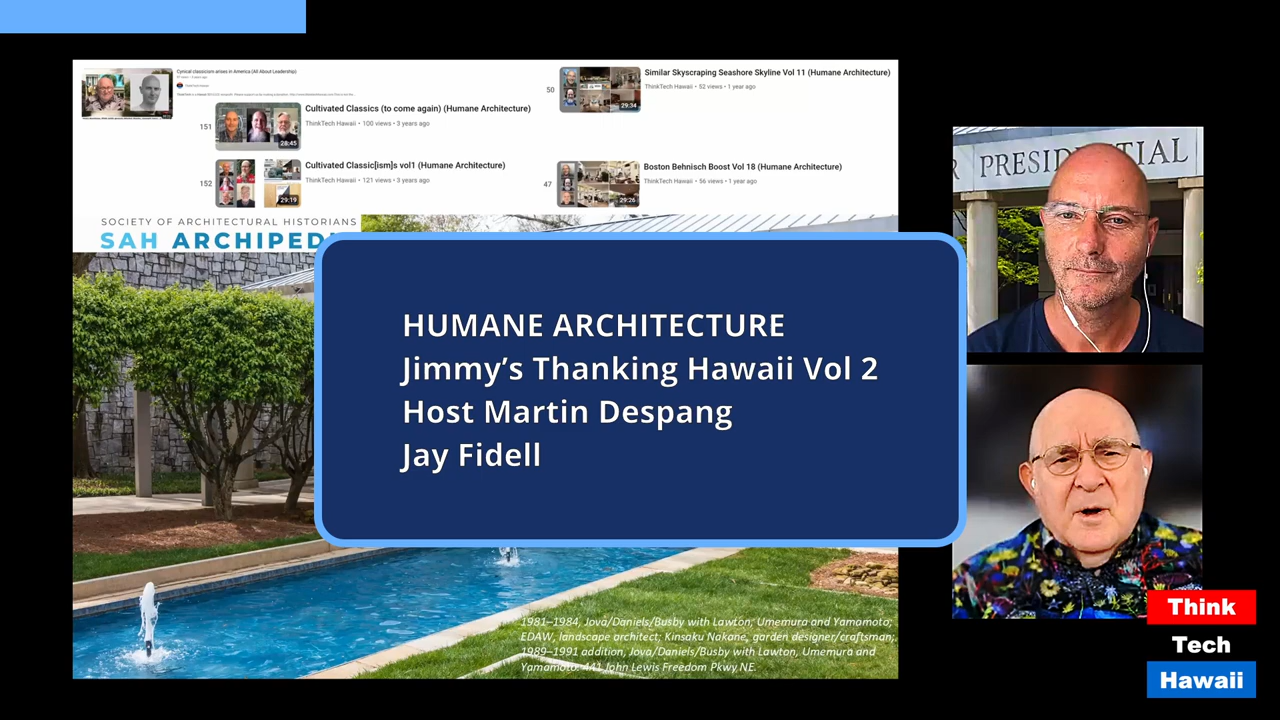 Cynical classicism arises in America (All About Leadership)
Cultivated Classics (to come again) (Humane Architecture)
151
ThinkTech Hawaii • 100 views • 3 years ago
28:45
Cultivated Classic[ism]s vol1 (Humane Architecture)
152
ThinkTech Hawaii • 121 views • 3 years ago
29:19
Similar Skyscraping Seashore Skyline Vol 11 (Humane Architecture)
50
ThinkTech Hawaii • 52 views • 1 year ago
29:34
Boston Behnisch Boost Vol 18 (Humane Architecture)
47
ThinkTech Hawaii • 56 views • 1 year ago
29:26
SOCIETY OF ARCHITECTURAL HISTORIANS
SAH ARCHIPEDI
R PRESIDENTIAL
HUMANE ARCHITECTURE
Jimmy’s Thanking Hawaii Vol 2
Host Martin Despang
Jay Fidell
1981–1984, Jova/Daniels/Busby with Lawton; Umemura and Yamamoto;
EDAW, landscape architect; Kinsaku Nakane, garden designer/craftsman;
1989–1991 addition, Jova/Daniels/Busby with Lawton, Umemura and
Yamamoto. 441 John Lewis Freedom Pkwy NE.
Think
Tech
Hawaii